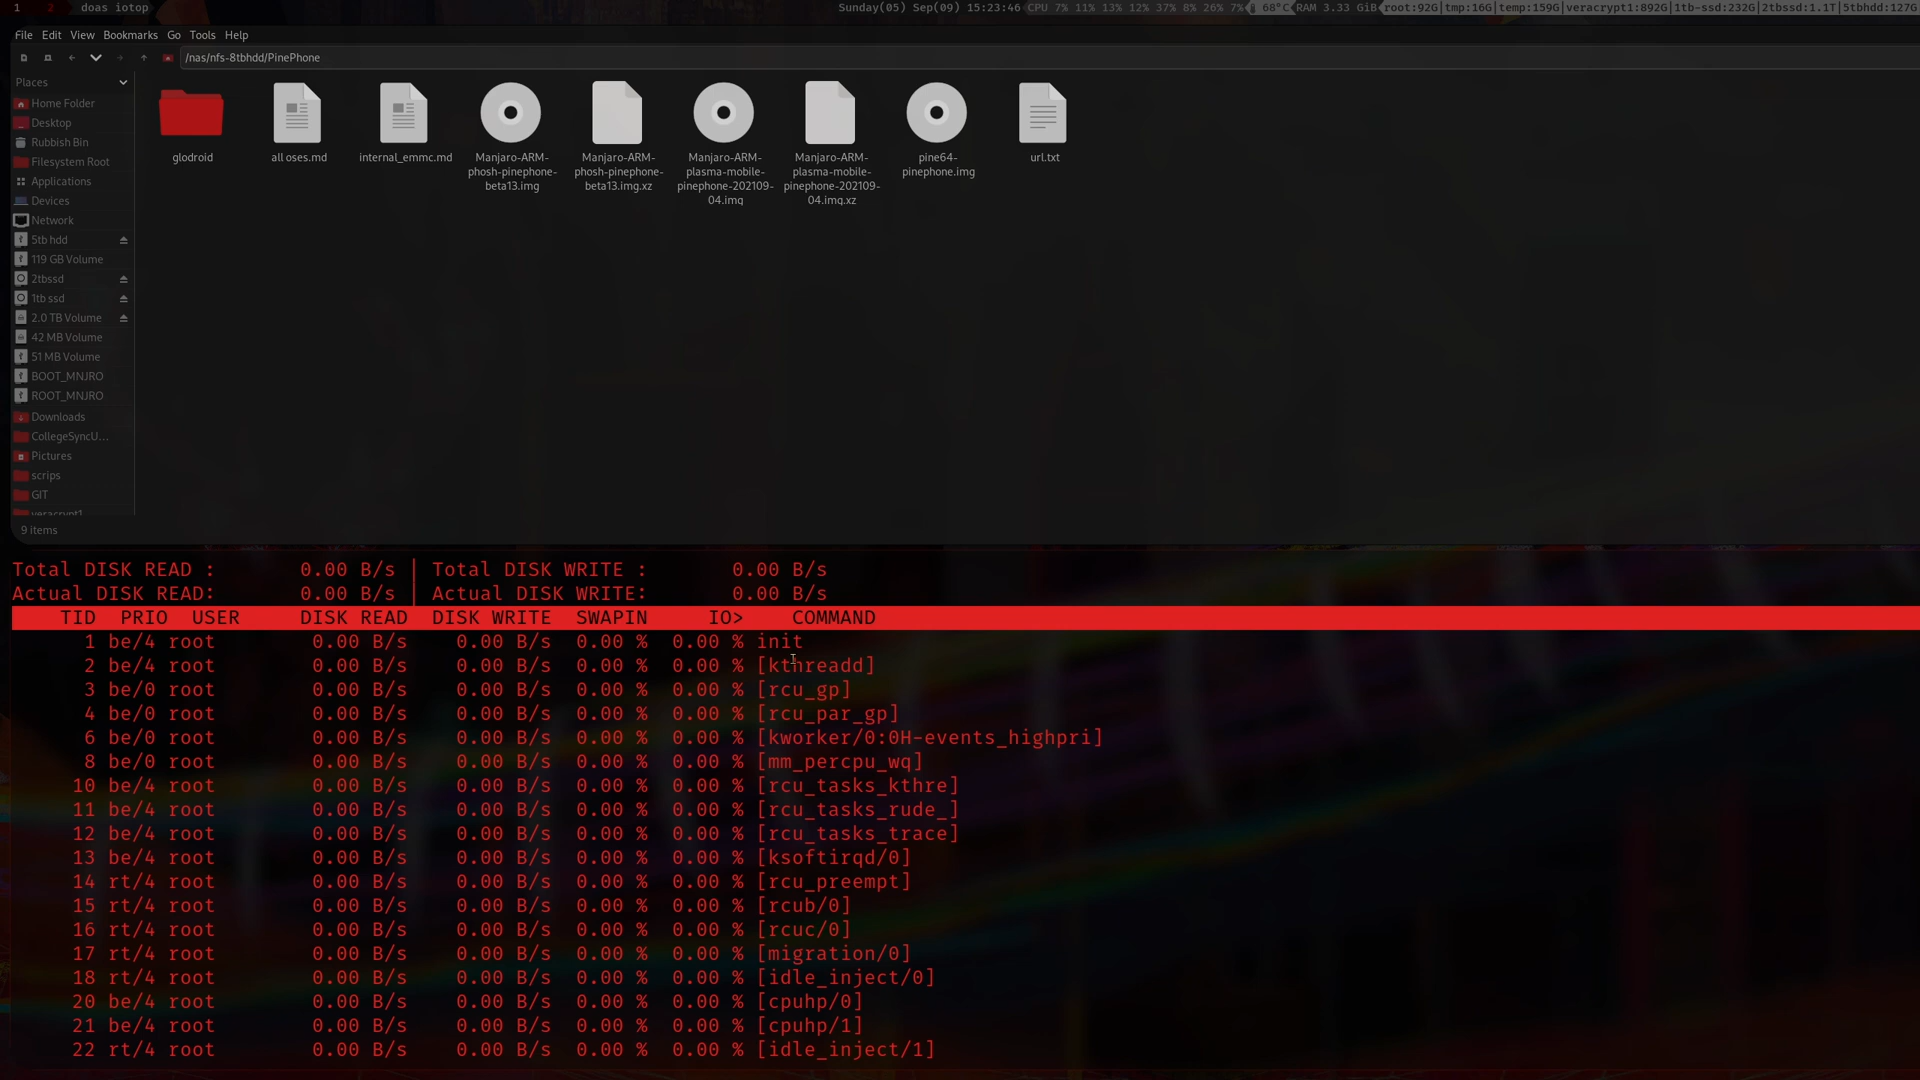 1 2 doas iotop Sunday(05) Sep(09) 15:23:46 CPU 7% 11% 13% 12% 37% 8% 26% 7% 68°C RAM 3.33 GiB root:92G|tmp:16G|temp:159G|veracrypt1:892G|1tb-ssd:232G|2tbssd:1.1T|5tbhdd:127G
File Edit View Bookmarks Go Tools Help
/nas/nfs-8tbhdd/PinePhone
Places
Home Folder
Desktop
Rubbish Bin
Filesystem Root
Applications
Devices
Network
5tb hdd
119 GB Volume
2tbssd
1tb ssd
2.0 TB Volume
42 MB Volume
51 MB Volume
BOOT_MNJRO
ROOT_MNJRO
Downloads
CollegeSyncU...
Pictures
scrips
GIT
veracrypt1
9 items
glodroid
all oses.md
internal_emmc.md
Manjaro-ARM-
phosh-pinephone-
beta13.img
Manjaro-ARM-
phosh-pinephone-
beta13.img.xz
Manjaro-ARM-
plasma-mobile-
pinephone-202109-
04.img
Manjaro-ARM-
plasma-mobile-
pinephone-202109-
04.img.xz
pine64-
pinephone.img
url.txt
Total DISK READ : 0.00 B/s | Total DISK WRITE : 0.00 B/s
Actual DISK READ: 0.00 B/s | Actual DISK WRITE: 0.00 B/s
TID PRIO USER DISK READ DISK WRITE SWAPIN IO> COMMAND
1 be/4 root 0.00 B/s 0.00 B/s 0.00 % 0.00 % init
2 be/4 root 0.00 B/s 0.00 B/s 0.00 % 0.00 % [kthreadd]
3 be/0 root 0.00 B/s 0.00 B/s 0.00 % 0.00 % [rcu_gp]
4 be/0 root 0.00 B/s 0.00 B/s 0.00 % 0.00 % [rcu_par_gp]
6 be/0 root 0.00 B/s 0.00 B/s 0.00 % 0.00 % [kworker/0:0H-events_highpri]
8 be/0 root 0.00 B/s 0.00 B/s 0.00 % 0.00 % [mm_percpu_wq]
10 be/4 root 0.00 B/s 0.00 B/s 0.00 % 0.00 % [rcu_tasks_kthre]
11 be/4 root 0.00 B/s 0.00 B/s 0.00 % 0.00 % [rcu_tasks_rude_]
12 be/4 root 0.00 B/s 0.00 B/s 0.00 % 0.00 % [rcu_tasks_trace]
13 be/4 root 0.00 B/s 0.00 B/s 0.00 % 0.00 % [ksoftirqd/0]
14 rt/4 root 0.00 B/s 0.00 B/s 0.00 % 0.00 % [rcu_preempt]
15 rt/4 root 0.00 B/s 0.00 B/s 0.00 % 0.00 % [rcub/0]
16 rt/4 root 0.00 B/s 0.00 B/s 0.00 % 0.00 % [rcuc/0]
17 rt/4 root 0.00 B/s 0.00 B/s 0.00 % 0.00 % [migration/0]
18 rt/4 root 0.00 B/s 0.00 B/s 0.00 % 0.00 % [idle_inject/0]
20 be/4 root 0.00 B/s 0.00 B/s 0.00 % 0.00 % [cpuhp/0]
21 be/4 root 0.00 B/s 0.00 B/s 0.00 % 0.00 % [cpuhp/1]
22 rt/4 root 0.00 B/s 0.00 B/s 0.00 % 0.00 % [idle_inject/1]